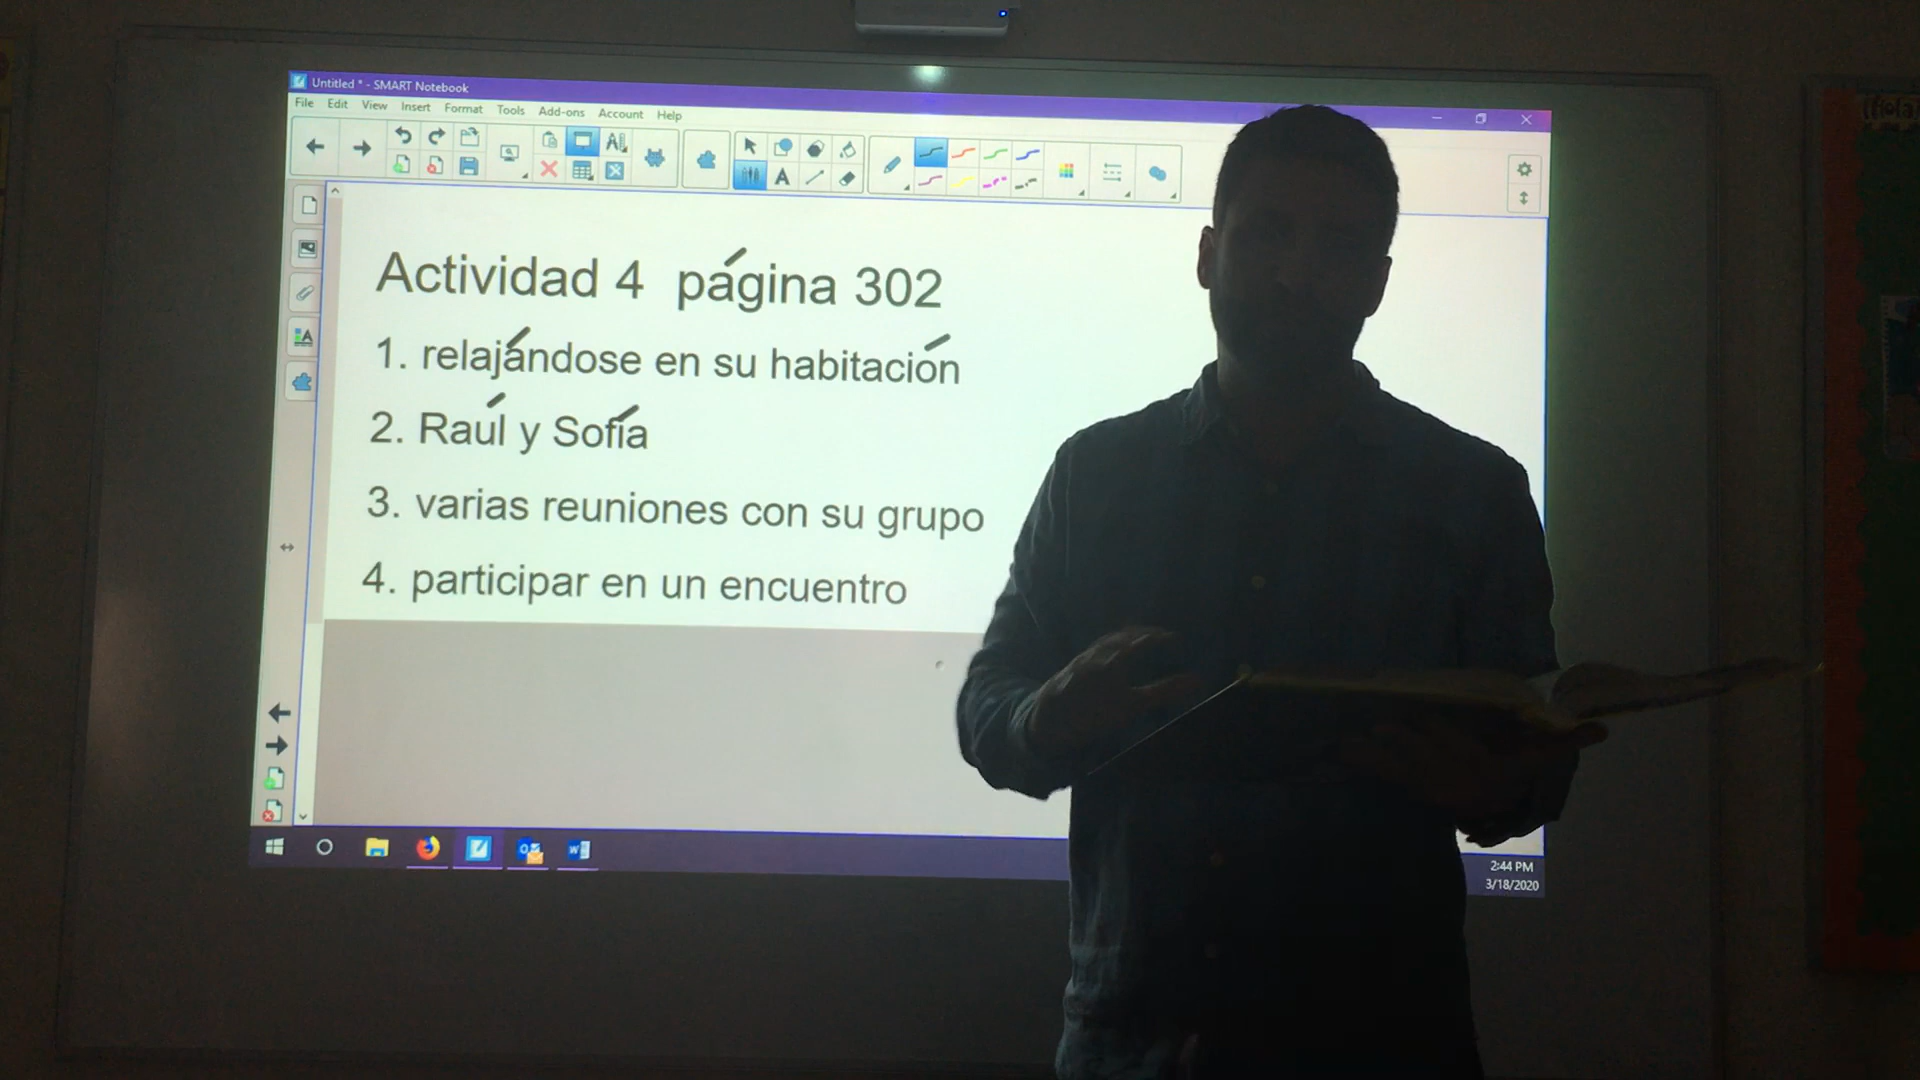 Untitled * - SMART Notebook
File Edit View Insert Format Tools Add-ons Account Help
Actividad 4 página 302
1. relajándose en su habitación
2. Raúl y Sofía
3. varias reuniones con su grupo
4. participar en un encuentro
2:44 PM
3/18/2020
¡Hola!